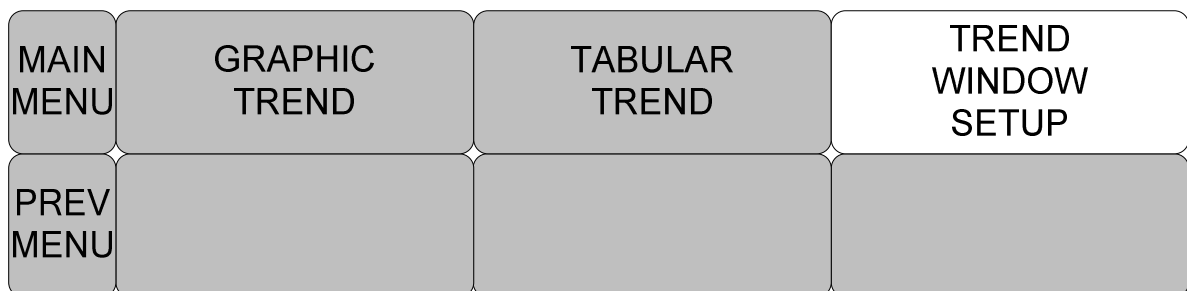 MAIN
MENU
GRAPHIC
TREND
TABULAR
TREND
TREND
WINDOW
SETUP
PREV
MENU